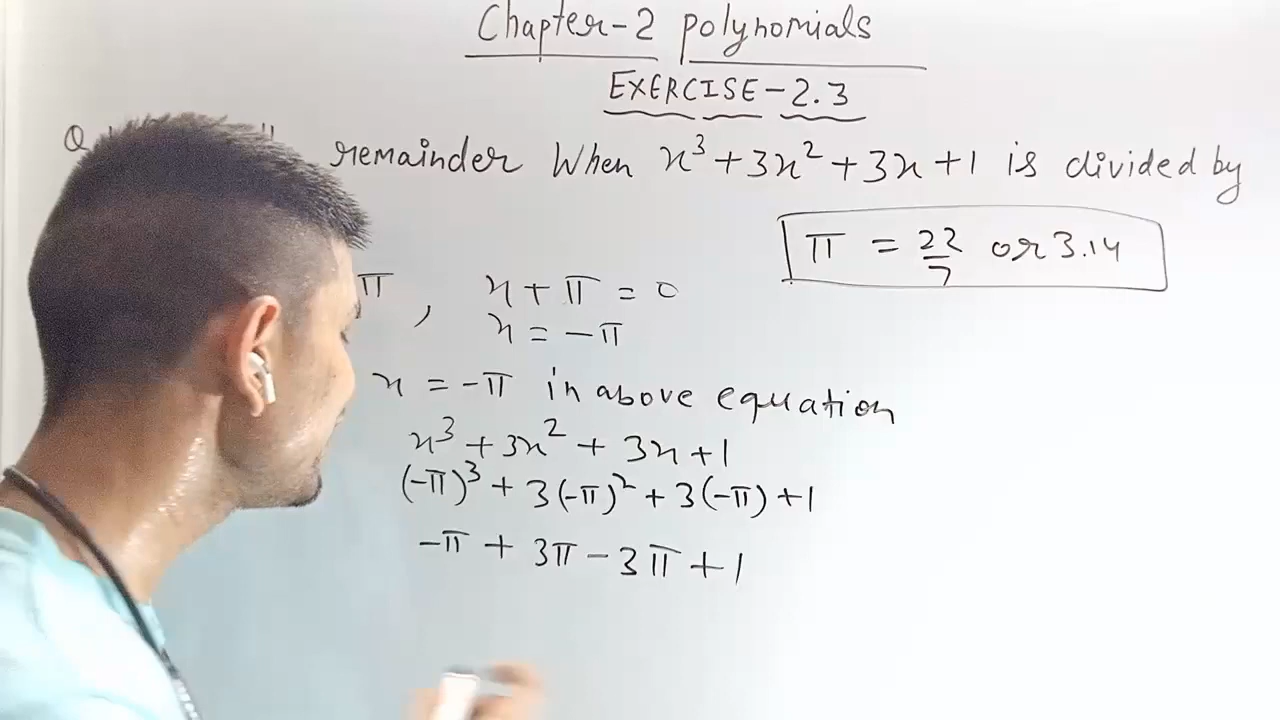 Chapter-2 polynomials
EXERCISE-2.3
Q remainder When x³ + 3x² + 3x + 1 is divided by
π = 22/7 or 3.14
π , x + π = 0
x = -π
x = -π in above equation
x³ + 3x² + 3x + 1
(-π)³ + 3(-π)² + 3(-π) + 1
-π + 3π - 3π + 1